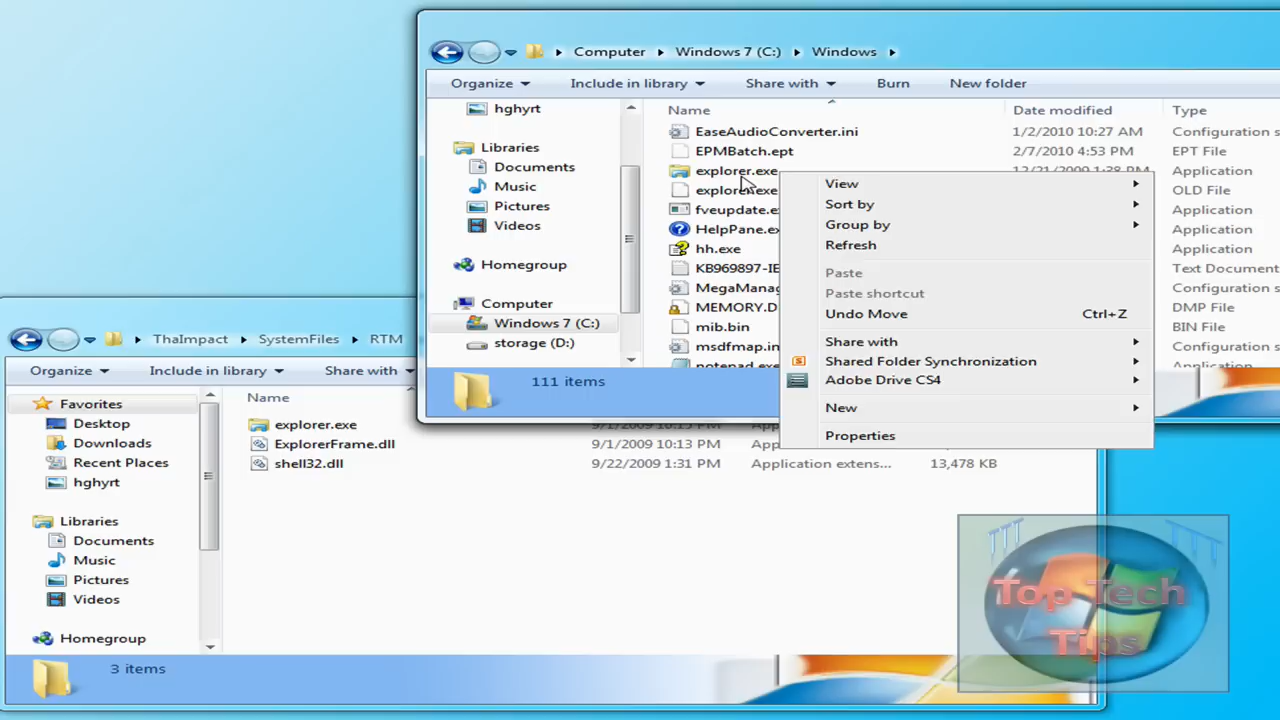 Computer Windows 7 (C:) Windows
Organize Include in library Share with Burn New folder
hghyrt
Libraries
Documents
Music
Pictures
Videos
Homegroup
Computer
Windows 7 (C:)
storage (D:)
Name Date modified Type
EaseAudioConverter.ini 1/2/2010 10:27 AM Configuration s
EPMBatch.ept 2/7/2010 4:53 PM EPT File
explorer.exe 12/21/2009 1:38 PM Application
explorer.exe OLD File
fveupdate.e Application
HelpPane.ex Application
hh.exe Application
KB969897-IE Text Docume
MegaManag Configuration s
MEMORY.D DMP File
mib.bin BIN File
msdfmap.in Configuration s
notepad.exe Application
111 items
View
Sort by
Group by
Refresh
Paste
Paste shortcut
Undo Move Ctrl+Z
Share with
Shared Folder Synchronization
Adobe Drive CS4
New
Properties
ThaImpact SystemFiles RTM
Organize Include in library Share with
Favorites
Desktop
Downloads
Recent Places
hghyrt
Libraries
Documents
Music
Pictures
Videos
Homegroup
Name
explorer.exe 9/1/2009 10:13 PM App
ExplorerFrame.dll 9/1/2009 10:13 PM App
shell32.dll 9/22/2009 1:31 PM Application extens... 13,478 KB
3 items
TTT
Top Tech
Tips